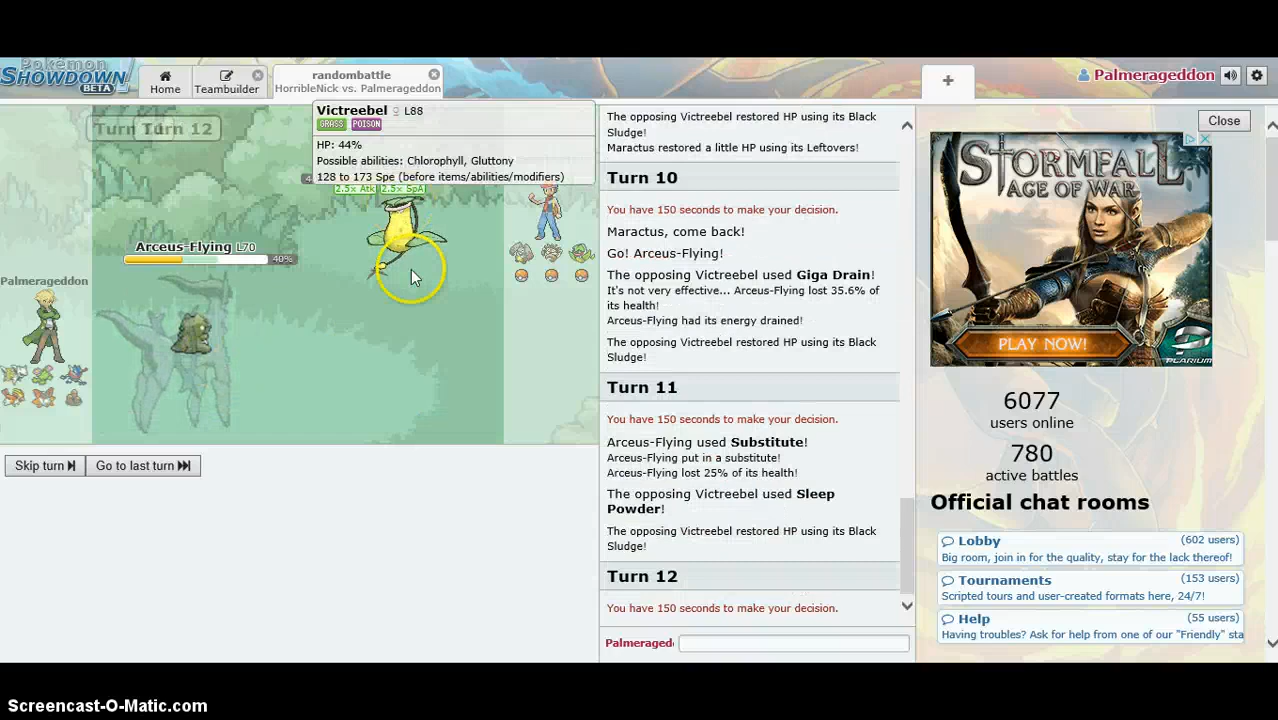 Pokémon
SHOWDOWN
BETA
Home
Teambuilder
randombattle
HorribleNick vs. Palmerageddon
+
Palmerageddon
Turn 12
Victreebel ♀ L88
GRASS POISON
HP: 44%
Possible abilities: Chlorophyll, Gluttony
128 to 173 Spe (before items/abilities/modifiers)
2.5× Atk 2.5× SpA
Arceus-Flying L70
40%
Palmerageddon
Skip turn
Go to last turn
The opposing Victreebel restored HP using its Black
Sludge!
Maractus restored a little HP using its Leftovers!
Turn 10
You have 150 seconds to make your decision.
Maractus, come back!
Go! Arceus-Flying!
The opposing Victreebel used Giga Drain!
It's not very effective... Arceus-Flying lost 35.6% of
its health!
Arceus-Flying had its energy drained!
The opposing Victreebel restored HP using its Black
Sludge!
Turn 11
You have 150 seconds to make your decision.
Arceus-Flying used Substitute!
Arceus-Flying put in a substitute!
Arceus-Flying lost 25% of its health!
The opposing Victreebel used Sleep
Powder!
The opposing Victreebel restored HP using its Black
Sludge!
Turn 12
You have 150 seconds to make your decision.
Palmeraged
Close
STORMFALL
AGE OF WAR
PLAY NOW!
PLARIUM
6077
users online
780
active battles
Official chat rooms
Lobby (602 users)
Big room, join in for the quality, stay for the lack thereof!
Tournaments (153 users)
Scripted tours and user-created formats here, 24/7!
Help (55 users)
Having troubles? Ask for help from one of our "Friendly" sta
Screencast-O-Matic.com